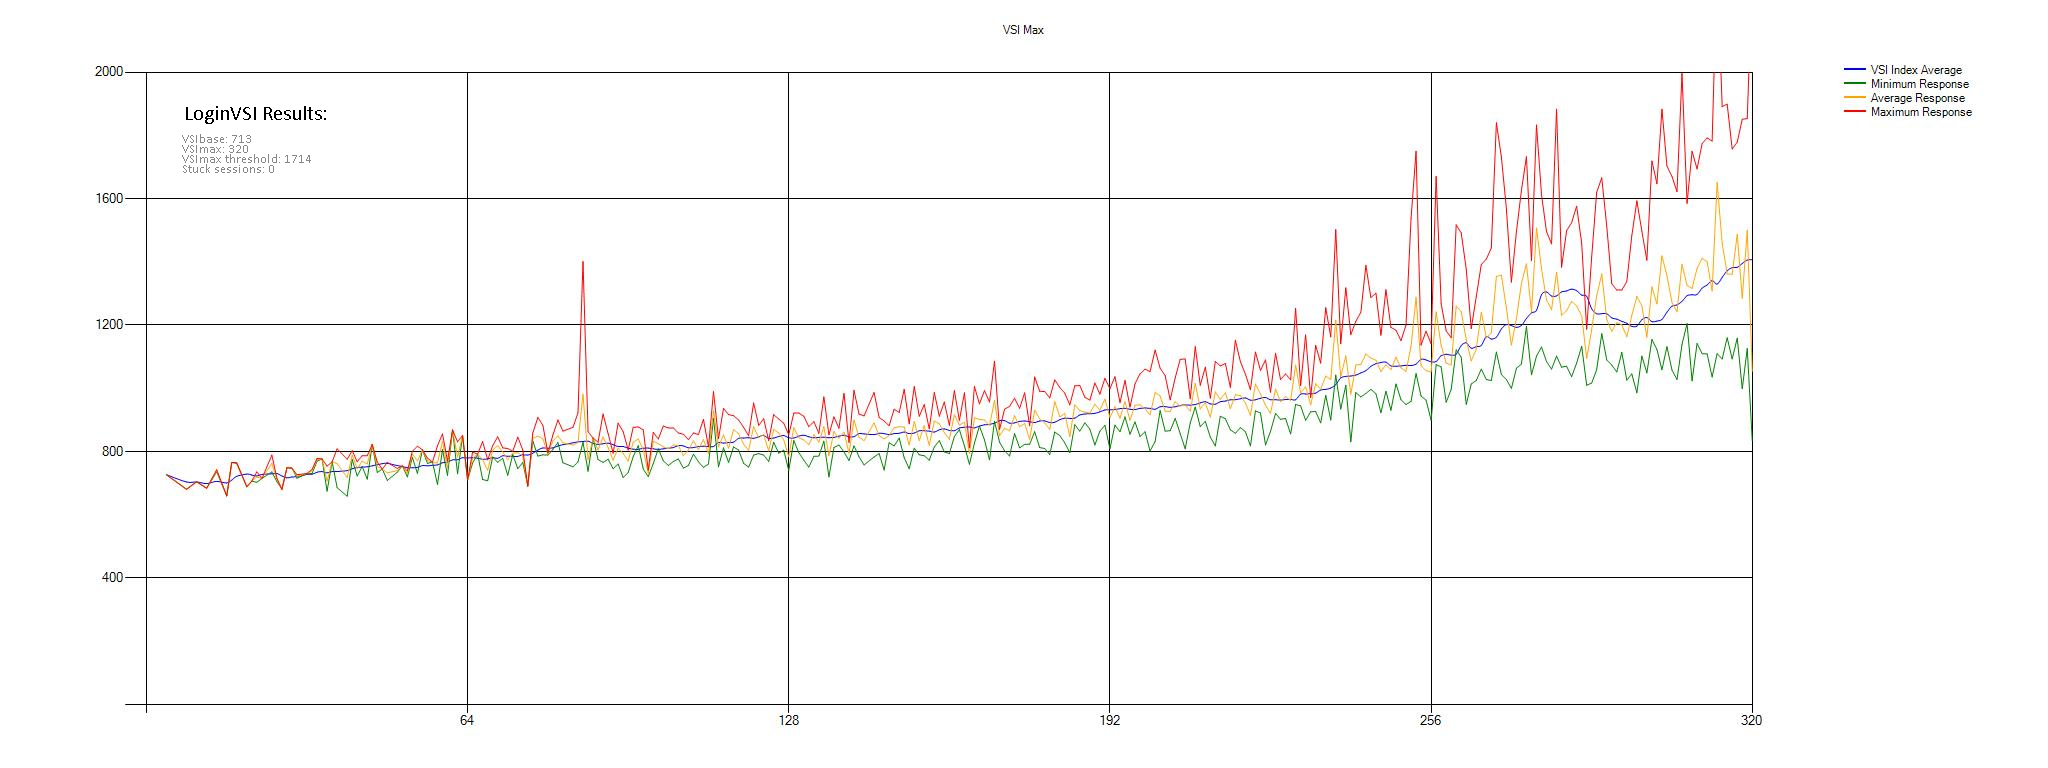 VSI Max
2000
1600
1200
800
400
LoginVSI Results:
VSIbase: 713
VSImax: 320
VSImax threshold: 1714
Stuck sessions: 0
VSI Index Average
Minimum Response
Average Response
Maximum Response
64
128
192
256
320